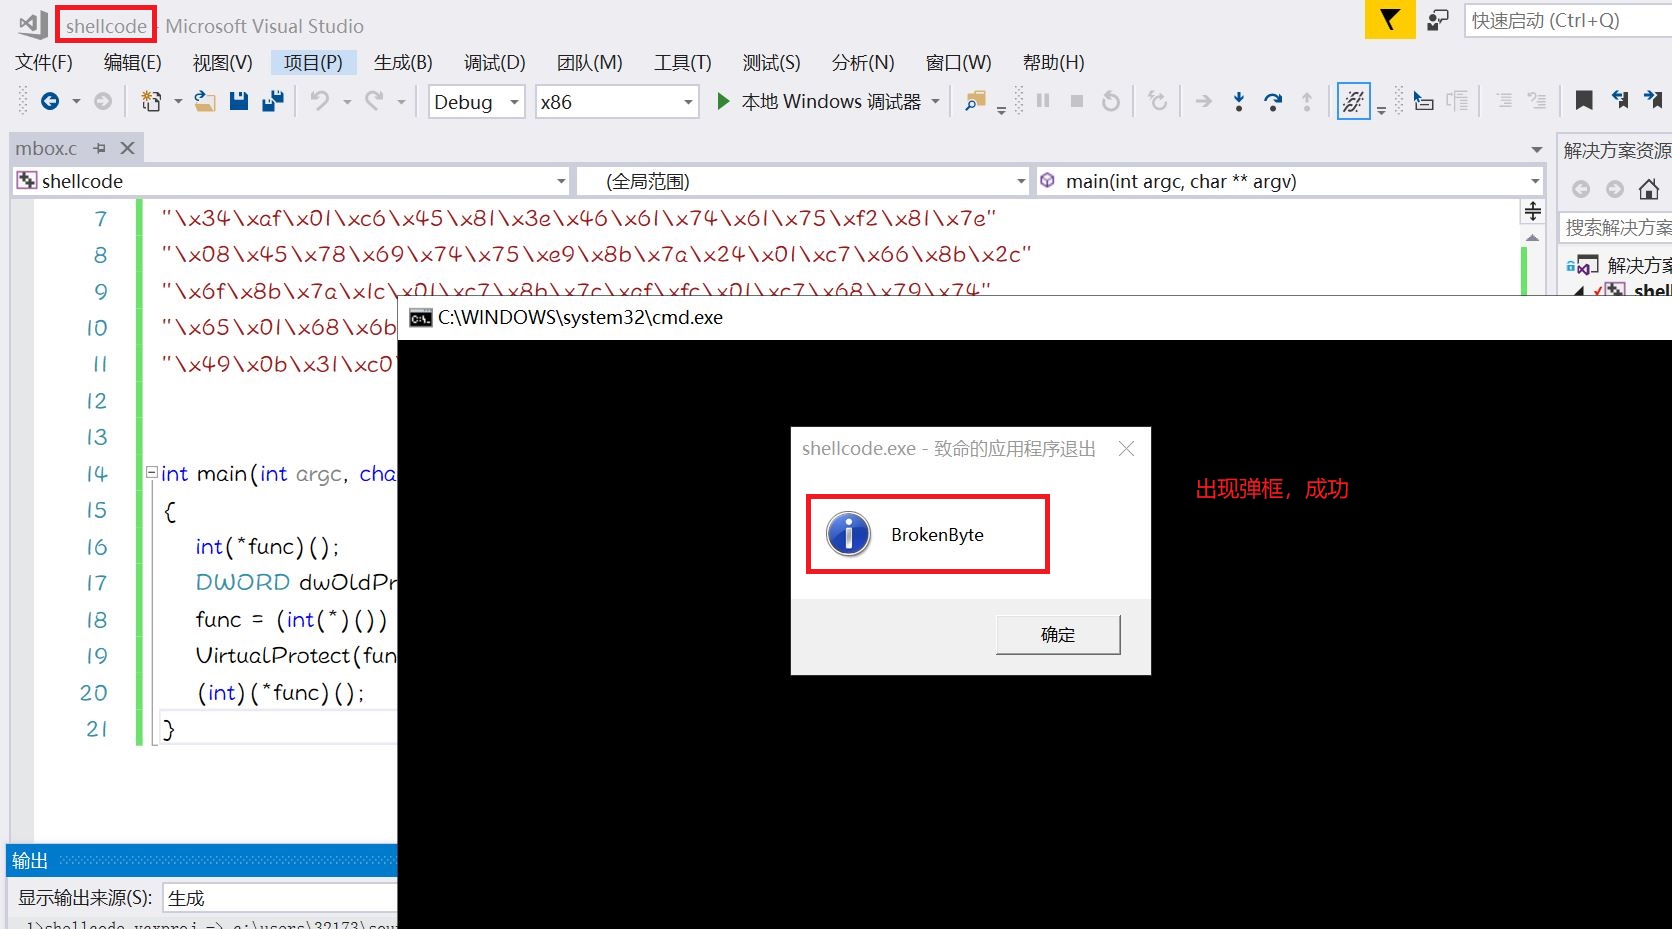 shellcode - Microsoft Visual Studio
快速启动 (Ctrl+Q)
文件(F) 编辑(E) 视图(V) 项目(P) 生成(B) 调试(D) 团队(M) 工具(T) 测试(S) 分析(N) 窗口(W) 帮助(H)
Debug x86 本地 Windows 调试器
mbox.c
解决方案资源
shellcode (全局范围) main(int argc, char ** argv)
搜索解决方案
解决方案
shell
7 "\x34\xaf\x01\xc6\x45\x81\x3e\x46\x61\x74\x61\x75\xf2\x81\x7e"
8 "\x08\x45\x78\x69\x74\x75\xe9\x8b\x7a\x24\x01\xc7\x66\x8b\x2c"
9 "\x6f\x8b\x7a\x1c\x01\xc7\x8b\x7c\xaf\xfc\x01\xc7\x68\x79\x74"
10 "\x65\x01\x68\x6b
11 "\x49\x0b\x31\xc0
12
13
14 int main(int argc, cha
15 {
16 int(*func)();
17 DWORD dwOldPr
18 func = (int(*)())
19 VirtualProtect(fun
20 (int)(*func)();
21 }
C:\WINDOWS\system32\cmd.exe
shellcode.exe - 致命的应用程序退出
BrokenByte
确定
出现弹框，成功
输出
显示输出来源(S): 生成